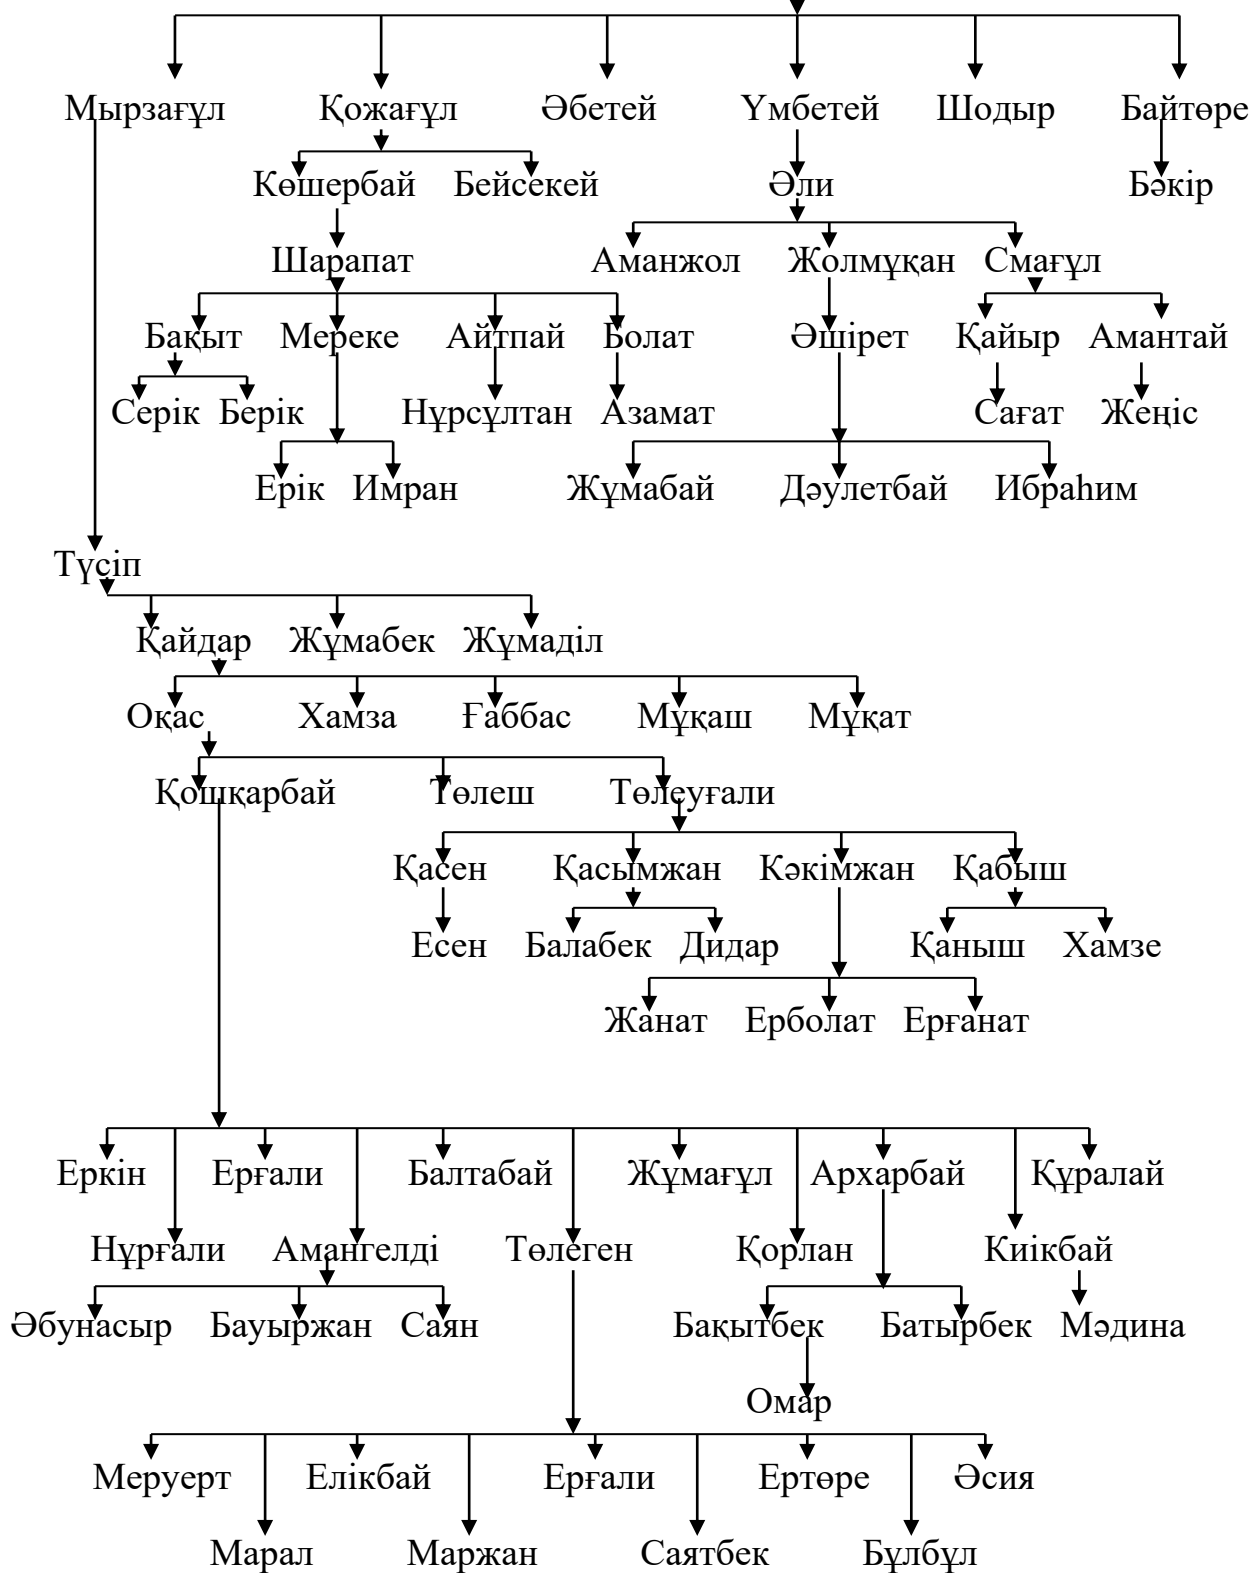 Мырзағұл Қожағұл Әбетей Үмбетей Шодыр Байтөре
Көшербай Бейсекей Әли Бәкір
Шарапат Аманжол Жолмұқан Смағұл
Бақыт Мереке Айтпай Болат Әшірет Қайыр Амантай
Серік Берік Нұрсұлтан Азамат Сағат Жеңіс
Ерік Имран Жұмабай Дәулетбай Ибраһим
Түсіп
Қайдар Жұмабек Жұмаділ
Оқас Хамза Ғаббас Мұқаш Мұқат
Қошқарбай Төлеш Төлеуғали
Қасен Қасымжан Кәкімжан Қабыш
Есен Балабек Дидар Қаныш Хамзе
Жанат Ерболат Ерғанат
Еркін Ерғали Балтабай Жұмағұл Архарбай Құралай
Нұрғали Амангелді Төлеген Қорлан Киікбай
Әбунасыр Бауыржан Саян Бақытбек Батырбек Мәдина
Омар
Меруерт Елікбай Ерғали Ертөре Әсия
Марал Маржан Саятбек Бұлбұл